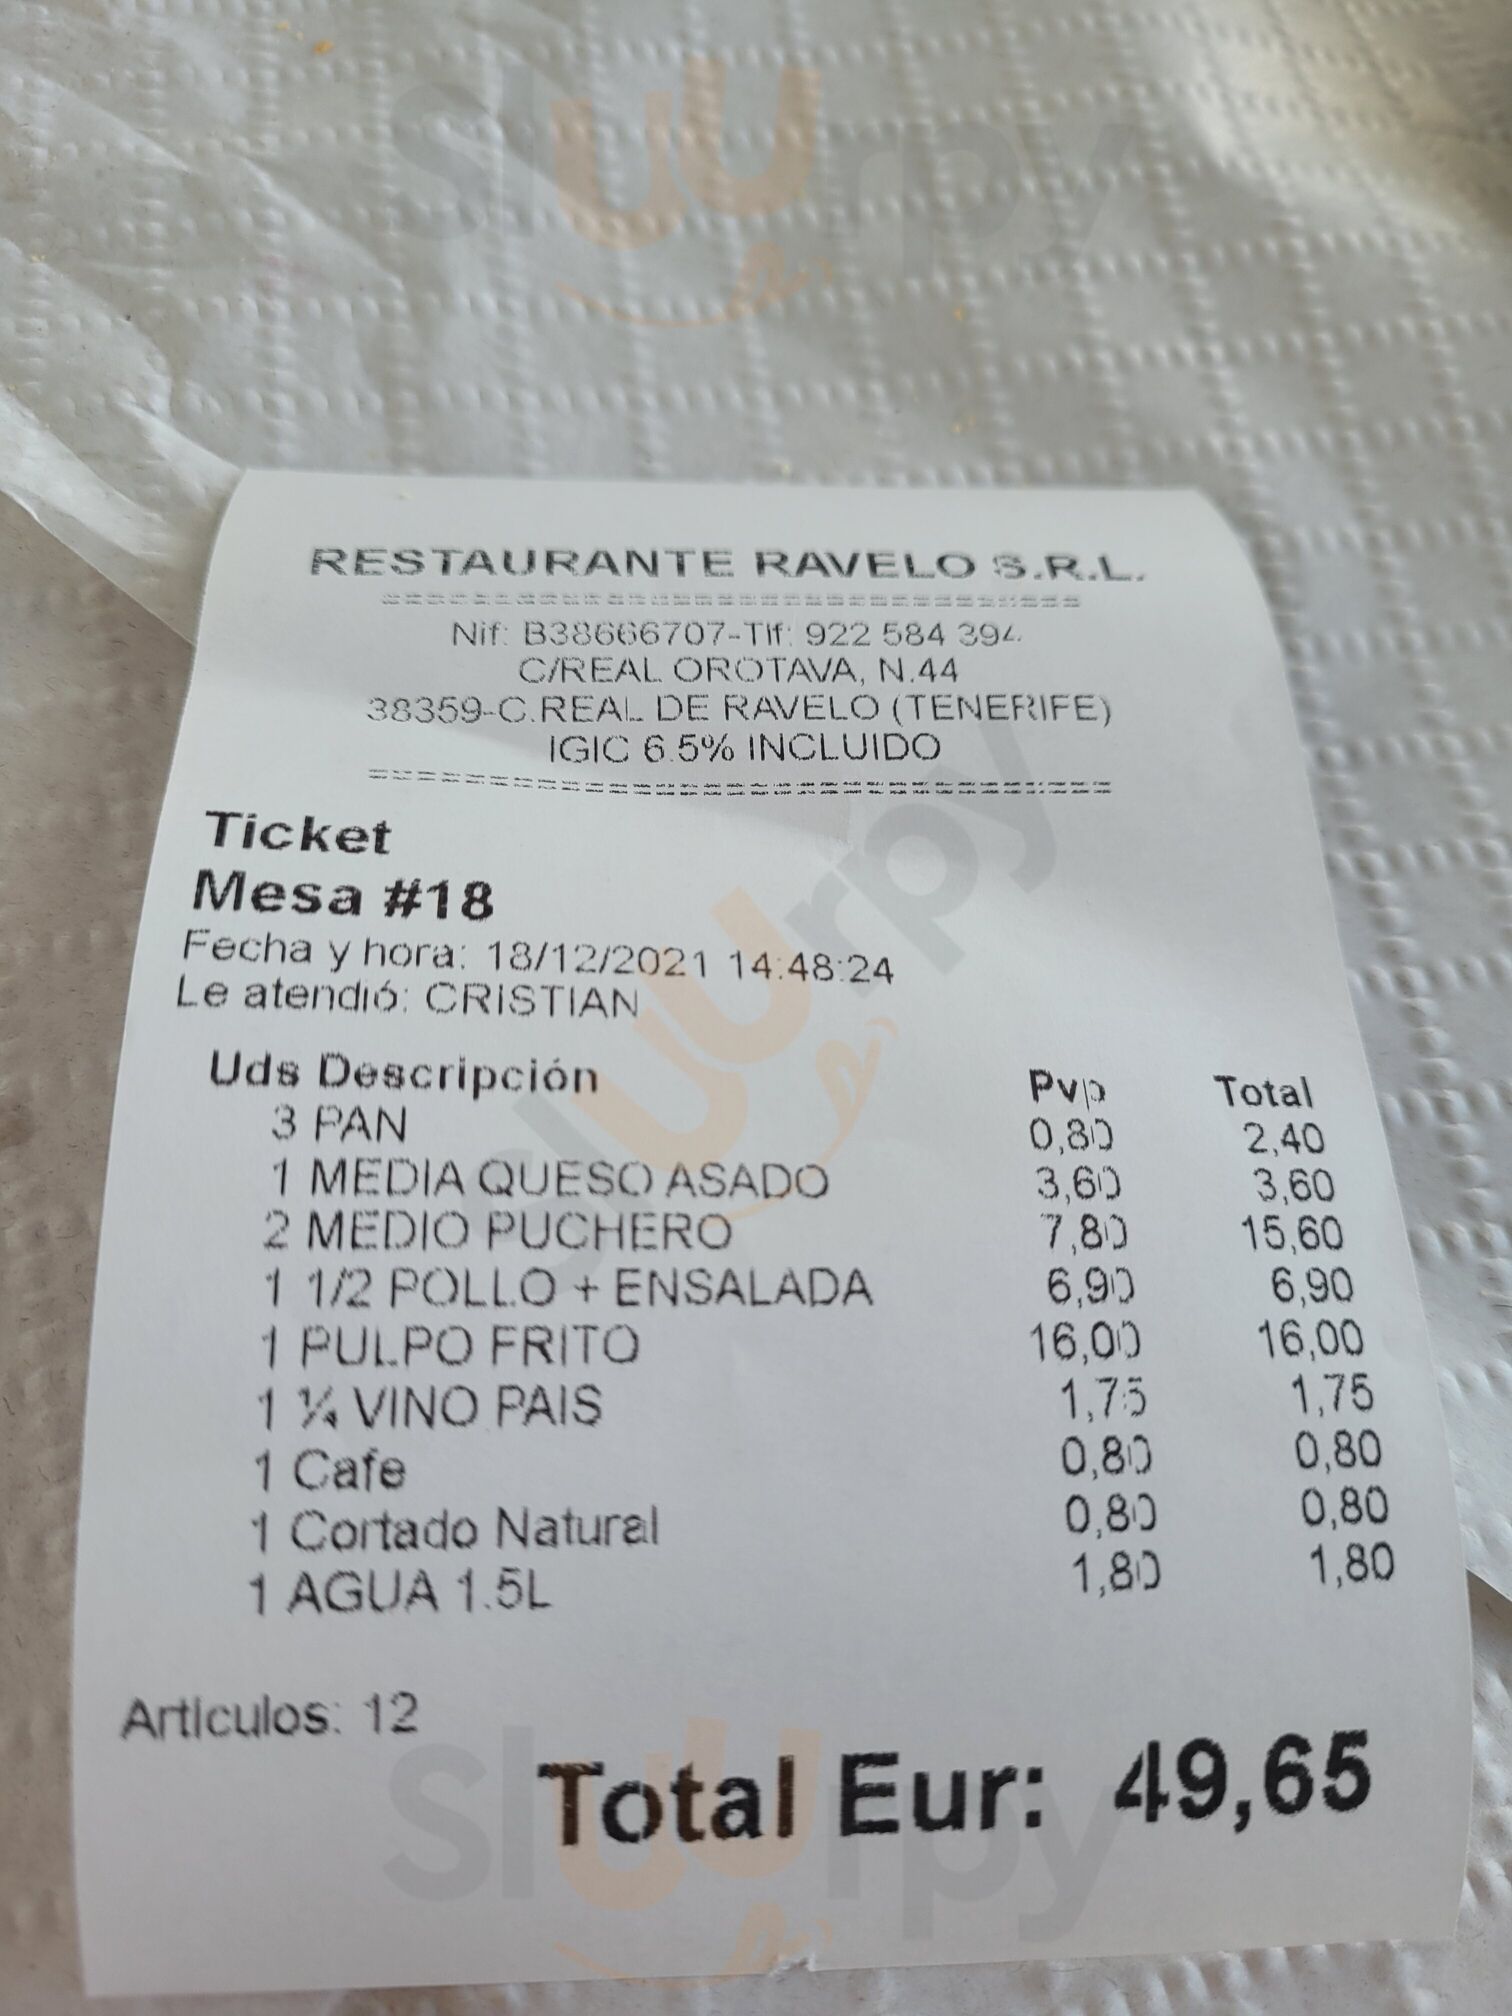 sluurpy
RESTAURANTE RAVELO S.R.L.
Nif: B38666707-Tlf: 922 584 394
C/REAL OROTAVA, N.44
38359-C.REAL DE RAVELO (TENERIFE)
IGIC 6.5% INCLUIDO
Ticket
Mesa #18
Fecha y hora: 18/12/2021 14:48:24
Le atendió: CRISTIAN
Uds Descripción Pvp Total
3 PAN 0,80 2,40
1 MEDIA QUESO ASADO 3,60 3,60
2 MEDIO PUCHERO 7,80 15,60
1 1/2 POLLO + ENSALADA 6,90 6,90
1 PULPO FRITO 16,00 16,00
1 ¼ VINO PAIS 1,75 1,75
1 Cafe 0,80 0,80
1 Cortado Natural 0,80 0,80
1 AGUA 1.5L 1,80 1,80
Articulos: 12
Total Eur: 49,65
sluurpy
sluurpy